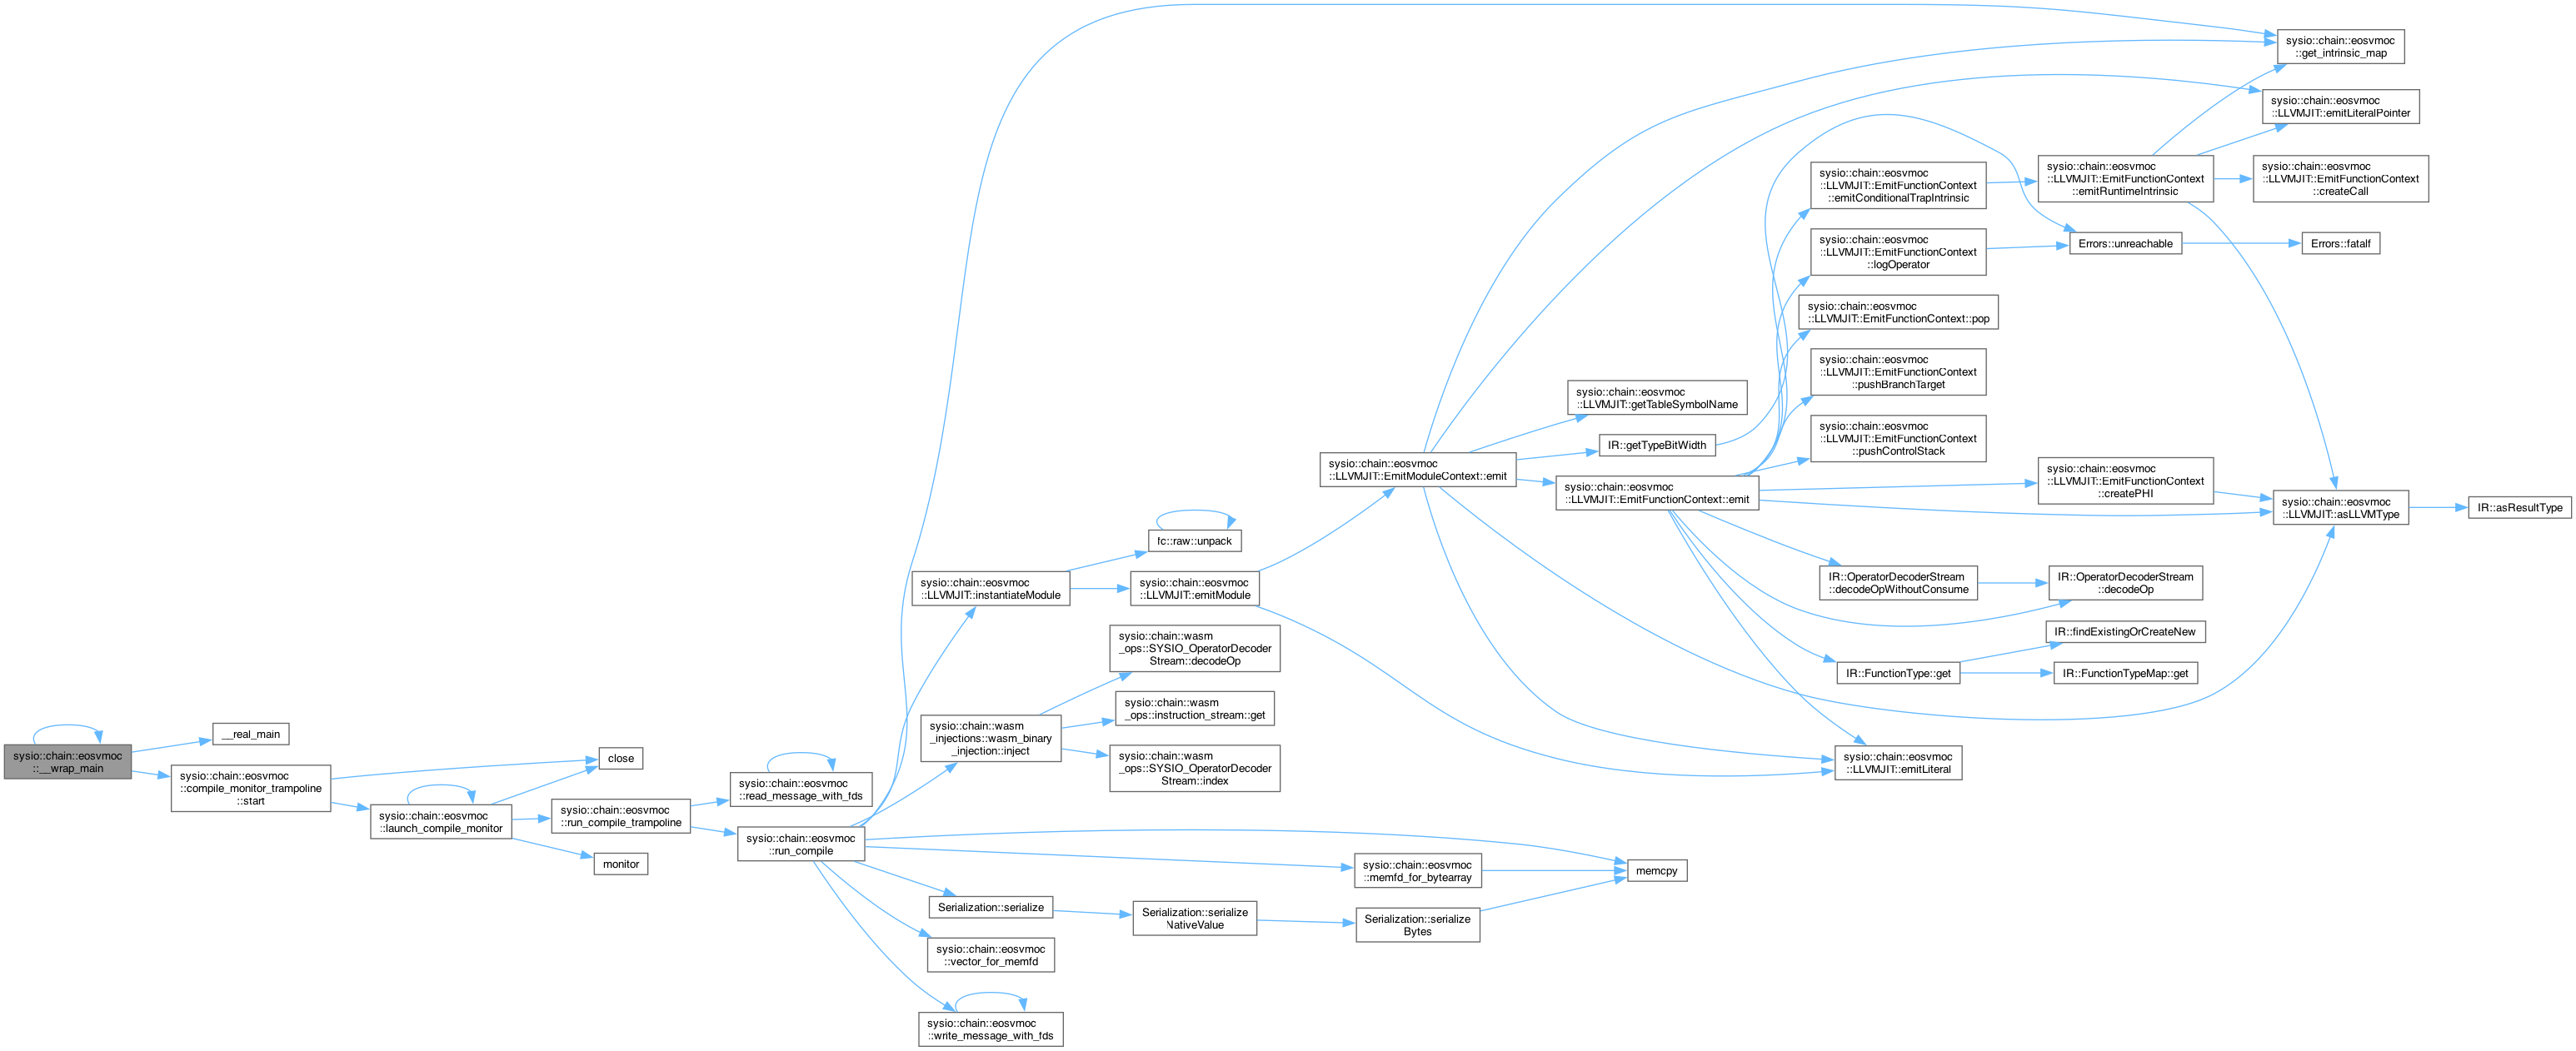 sysio::chain::eosvmoc
::__wrap_main
__real_main
sysio::chain::eosvmoc
::compile_monitor_trampoline
::start
close
sysio::chain::eosvmoc
::launch_compile_monitor
sysio::chain::eosvmoc
::run_compile_trampoline
monitor
sysio::chain::eosvmoc
::read_message_with_fds
sysio::chain::eosvmoc
::run_compile
sysio::chain::eosvmoc
::LLVMJIT::instantiateModule
sysio::chain::wasm
_injections::wasm_binary
_injection::inject
Serialization::serialize
sysio::chain::eosvmoc
::vector_for_memfd
sysio::chain::eosvmoc
::write_message_with_fds
fc::raw::unpack
sysio::chain::eosvmoc
::LLVMJIT::emitModule
sysio::chain::wasm
_ops::SYSIO_OperatorDecoder
Stream::decodeOp
sysio::chain::wasm
_ops::instruction_stream::get
sysio::chain::wasm
_ops::SYSIO_OperatorDecoder
Stream::index
Serialization::serialize
NativeValue
sysio::chain::eosvmoc
::memfd_for_bytearray
Serialization::serialize
Bytes
memcpy
sysio::chain::eosvmoc
::LLVMJIT::EmitModuleContext::emit
sysio::chain::eosvmoc
::LLVMJIT::getTableSymbolName
IR::getTypeBitWidth
sysio::chain::eosvmoc
::LLVMJIT::EmitFunctionContext::emit
sysio::chain::eosvmoc
::LLVMJIT::EmitFunctionContext
::emitConditionalTrapIntrinsic
sysio::chain::eosvmoc
::LLVMJIT::EmitFunctionContext
::logOperator
sysio::chain::eosvmoc
::LLVMJIT::EmitFunctionContext::pop
sysio::chain::eosvmoc
::LLVMJIT::EmitFunctionContext
::pushBranchTarget
sysio::chain::eosvmoc
::LLVMJIT::EmitFunctionContext
::pushControlStack
IR::OperatorDecoderStream
::decodeOpWithoutConsume
IR::FunctionType::get
sysio::chain::eosvmoc
::LLVMJIT::emitLiteral
sysio::chain::eosvmoc
::LLVMJIT::EmitFunctionContext
::emitRuntimeIntrinsic
Errors::unreachable
sysio::chain::eosvmoc
::LLVMJIT::EmitFunctionContext
::createPHI
IR::OperatorDecoderStream
::decodeOp
IR::findExistingOrCreateNew
IR::FunctionTypeMap::get
sysio::chain::eosvmoc
::get_intrinsic_map
sysio::chain::eosvmoc
::LLVMJIT::emitLiteralPointer
sysio::chain::eosvmoc
::LLVMJIT::EmitFunctionContext
::createCall
Errors::fatalf
sysio::chain::eosvmoc
::LLVMJIT::asLLVMType
IR::asResultType